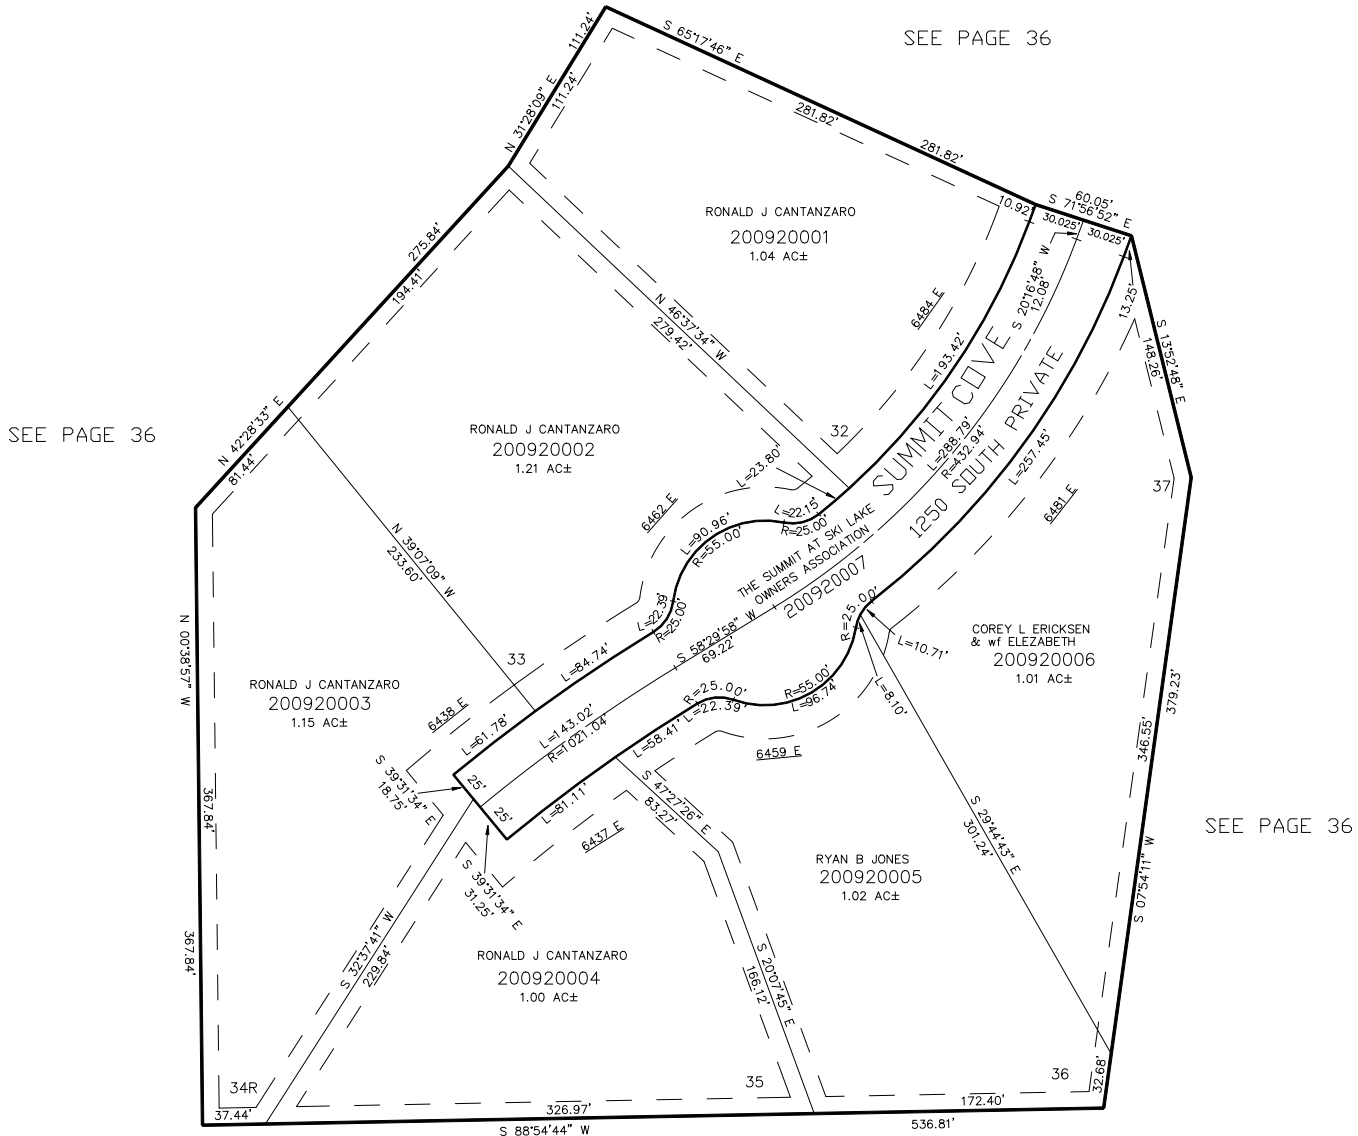 SEE PAGE 36
S 65°17'46" E
281.82'
281.82'
111.24'
111.24'
N 31°28'09" E
60.05'
S 71°56'52" E
30.025'
30.025'
10.92'
RONALD J CANTANZARO
200920001
1.04 AC±
S 20°16'48" W
12.08'
13.25'
S 13°52'48" E
148.26'
N 46°37'34" W
279.42'
6484 E
L=193.42'
275.84'
194.41'
N 42°28'33" E
81.44'
SEE PAGE 36
RONALD J CANTANZARO
200920002
1.21 AC±
32
L=23.80'
SUMMIT COVE
1250 SOUTH PRIVATE
L=288.79'
R=432.94'
L=257.45'
6481 E
37
6462 E
L=90.96'
R=55.00'
L=22.15'
R=25.00'
THE SUMMIT AT SKI LAKE
OWNERS ASSOCIATION
200920007
N 39°07'09" W
233.60'
L=22.39'
R=25.00'
S 58°29'58" W
69.22'
R=25.00'
L=10.71'
COREY L ERICKSEN
& wf ELEZABETH
200920006
1.01 AC±
N 00°38'57" W
33
L=84.74'
RONALD J CANTANZARO
200920003
1.15 AC±
6438 E
L=61.78'
L=143.02'
R=1021.04'
R=25.00'
L=22.39'
R=55.00'
L=96.74'
L=8.10'
379.23'
346.55'
L=58.41'
6459 E
S 39°31'34" E
18.75'
25'
25'
L=81.11'
6437 E
S 47°27'26" E
83.27'
S 29°44'43" E
301.24'
367.84'
SEE PAGE 36
S 39°31'34" E
31.25'
RYAN B JONES
200920005
1.02 AC±
S 07°54'11" W
367.84'
S 32°37'41" W
229.84'
RONALD J CANTANZARO
200920004
1.00 AC±
S 20°07'45" E
166.12'
34R
35
36
32.68'
37.44'
326.97'
172.40'
S 88°54'44" W
536.81'